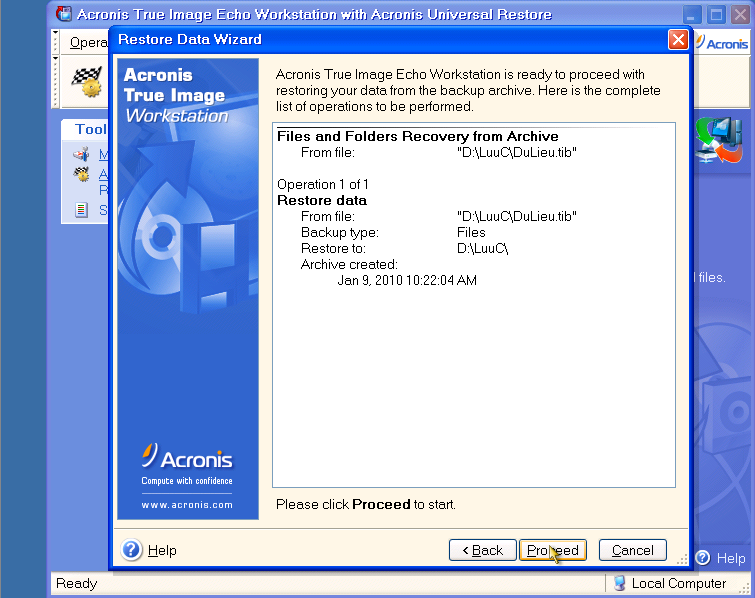 Acronis True Image Echo Workstation with Acronis Universal Restore
Opera
Acronis
Restore Data Wizard
Acronis
True Image
Workstation
Acronis True Image Echo Workstation is ready to proceed with
restoring your data from the backup archive. Here is the complete
list of operations to be performed.
Tool
M
A
R
S
Files and Folders Recovery from Archive
From file: "D:\LuuC\DuLieu.tib"
Operation 1 of 1
Restore data
From file: "D:\LuuC\DuLieu.tib"
Backup type: Files
Restore to: D:\LuuC\
Archive created:
Jan 9, 2010 10:22:04 AM
l files.
Acronis
Compute with confidence
www.acronis.com
Please click Proceed to start.
Help
< Back
Proceed
Cancel
Help
Ready
Local Computer